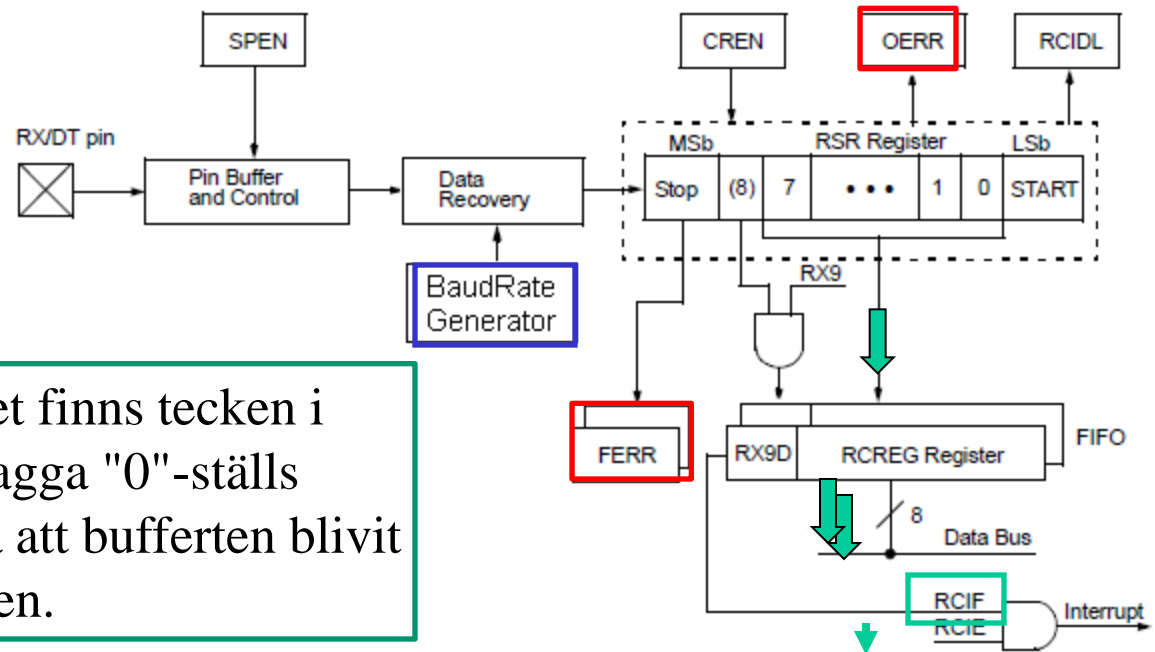 SPEN
CREN
OERR
RCIDL
RX/DT pin
MSb
RSR Register
LSb
Pin Buffer
and Control
Data
Recovery
Stop
(8)
7
• • •
1
0
START
BaudRate
Generator
RX9
et finns tecken i
agga "0"-ställs
att bufferten blivit
en.
FERR
RX9D
RCREG Register
FIFO
8
Data Bus
RCIF
RCIE
Interrupt